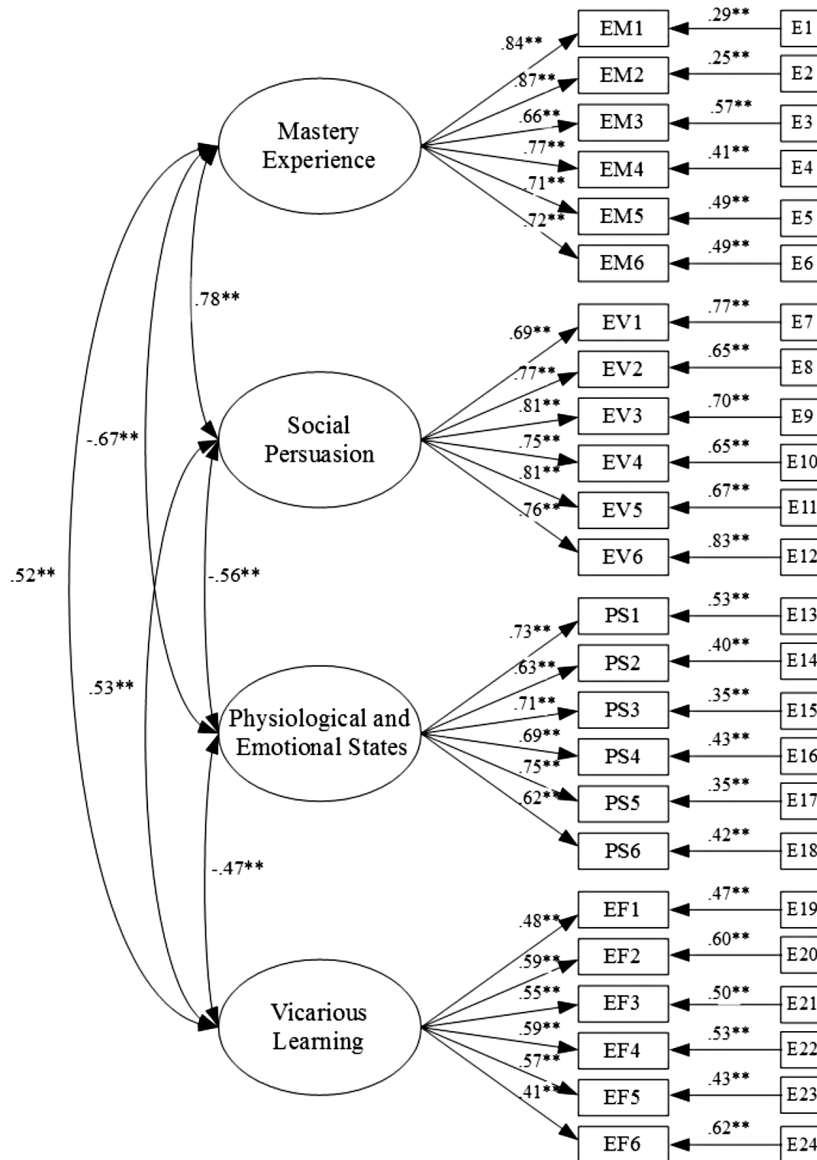 .84** EM1 .29** E1
.87** EM2 .25** E2
.66** EM3 .57** E3
.77** EM4 .41** E4
.71** EM5 .49** E5
.72** EM6 .49** E6
Mastery
Experience
.78**
.69** EV1 .77** E7
.77** EV2 .65** E8
.81** EV3 .70** E9
.75** EV4 .65** E10
.81** EV5 .67** E11
.76** EV6 .83** E12
Social
Persuasion
-.67**
-.56**
.52**
.53**
.73** PS1 .53** E13
.63** PS2 .40** E14
.71** PS3 .35** E15
.69** PS4 .43** E16
.75** PS5 .35** E17
.62** PS6 .42** E18
Physiological and
Emotional States
-.47**
.48** EF1 .47** E19
.59** EF2 .60** E20
.55** EF3 .50** E21
.59** EF4 .53** E22
.57** EF5 .43** E23
.41** EF6 .62** E24
Vicarious
Learning